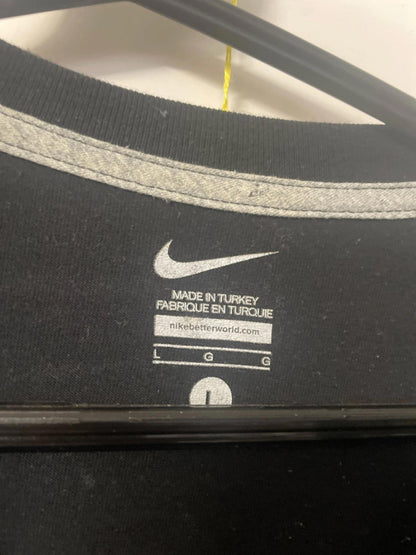 MADE IN TURKEY
FABRIQUE EN TURQUIE
nikebetterworld.com
L G G
L